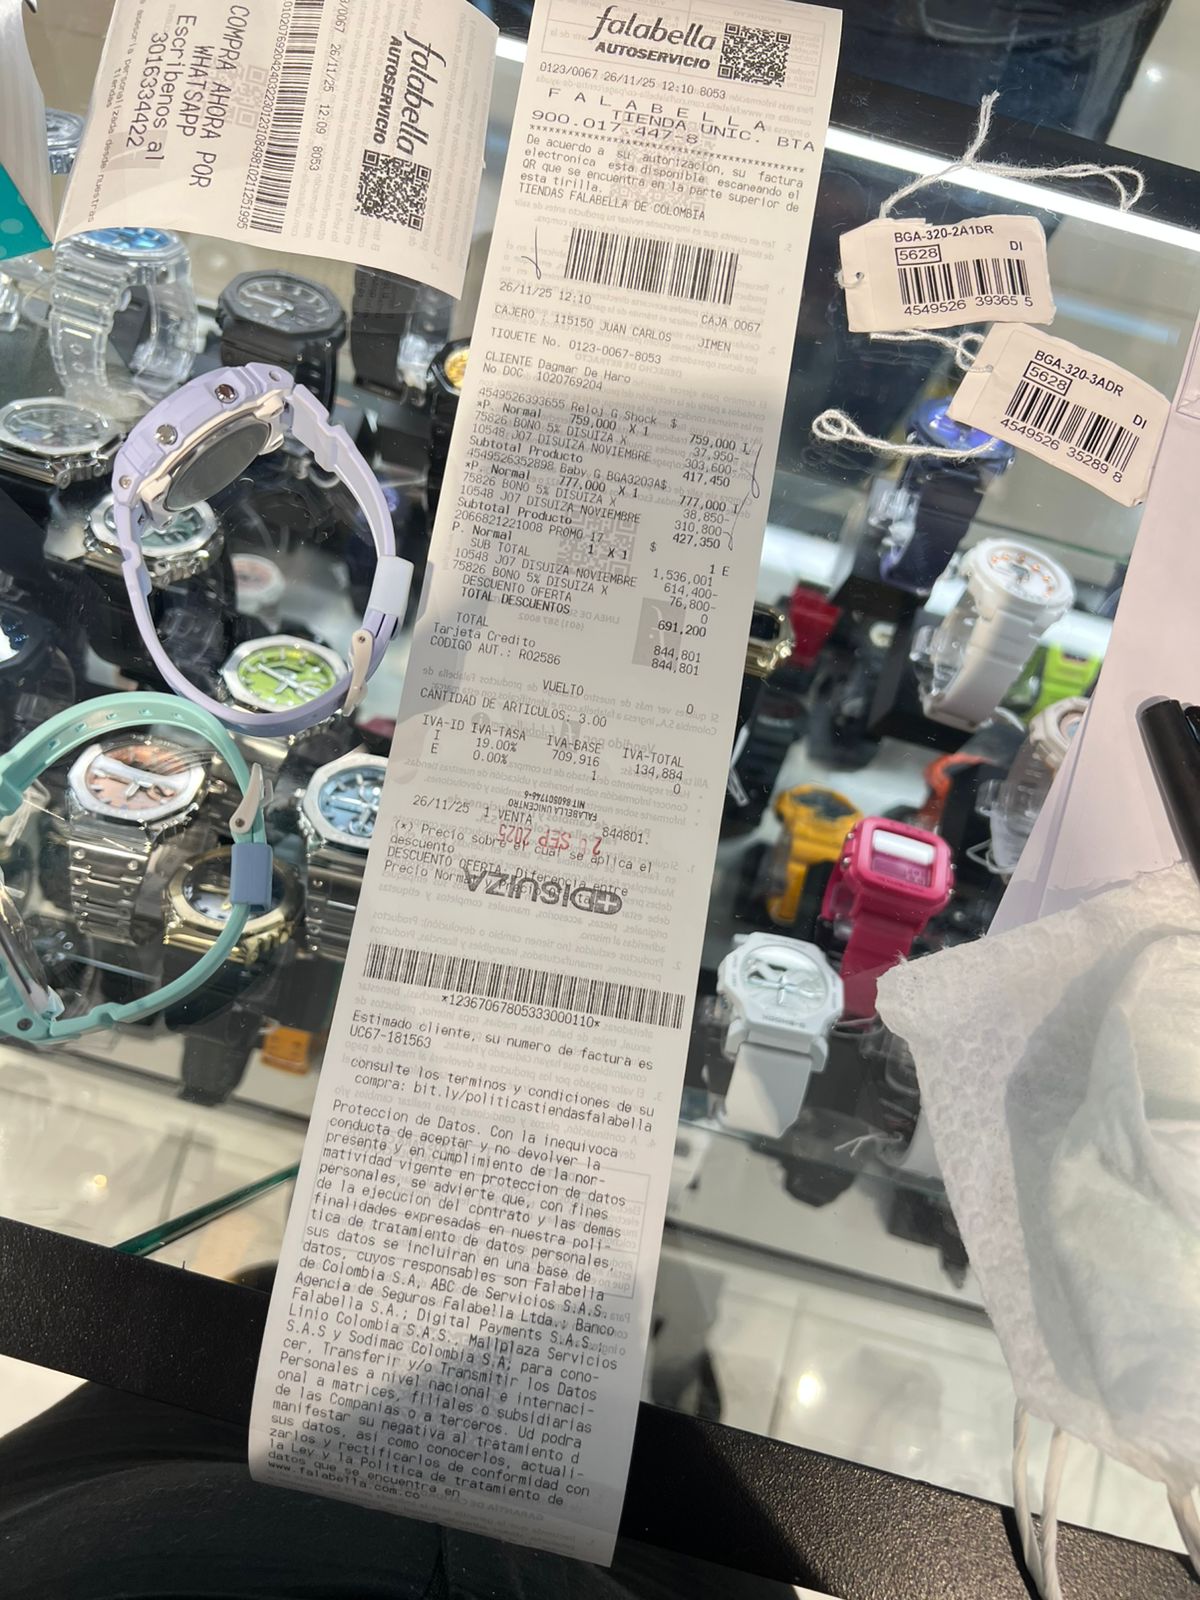 falabella
AUTOSERVICIO
0123/0067 26/11/25 12:10 8053
F A L A B E L L A
TIENDA UNIC. BTA
900.017.447-8
De acuerdo a su autorización, su factura
electronica esta disponible, escaneando el
QR que se encuentra en la parte superior de
esta tirilla.
TIENDAS FALABELLA DE COLOMBIA
26/11/25 12:10 CAJA 0067
CAJERO : 115150 JUAN CARLOS JIMEN
TIQUETE No. 0123-0067-8053
CLIENTE Dagmar De Haro
No DOC 1020769204
4549526393655 Reloj G Shock $
*P. Normal 759,000 X 1 759,000 I
75826 BONO 5% DISUIZA X 37,950-
10548 J07 DISUIZA NOVIEMBRE 303,600-
Subtotal Producto 417,450
4549526352898 Baby G BGA3203A$
*P. Normal 777,000 X 1 777,000 I
75826 BONO 5% DISUIZA X 38,850-
10548 J07 DISUIZA NOVIEMBRE 310,800-
Subtotal Producto 427,350
2066821221008 PROMO 17 $
P. Normal 1 X 1 1 E
SUB TOTAL 1,536,001
10548 J07 DISUIZA NOVIEMBRE 614,400-
75826 BONO 5% DISUIZA X 76,800-
DESCUENTO OFERTA 0
TOTAL DESCUENTOS 691,200
TOTAL 844,801
Tarjeta Credito 844,801
CODIGO AUT.: R02586
VUELTO 0
CANTIDAD DE ARTICULOS: 3.00
IVA-ID IVA-TASA IVA-BASE IVA-TOTAL
I 19.00% 709,916 134,884
E 0.00% 1 0
FALABELLA UNICENTRO
26/11/25 1 VENTA 844801:
SEP 2025
(*) Precio sobre el cual se aplica el
descuento
DESCUENTO OFERTA: Diferencia entre
Precio Normal y
DISUIZA
*12367067805333000110*
Estimado cliente, su numero de factura es
UC67-181563
consulte los terminos y condiciones de su
compra: bit.ly/politicastiendasfalabella
Proteccion de Datos. Con la inequivoca
conducta de aceptar y no devolver la
presente y en cumplimiento de la nor-
matividad vigente en proteccion de datos
personales, se advierte que, con fines
de la ejecucion del contrato y las demas
finalidades expresadas en nuestra poli-
tica de tratamiento de datos personales,
sus datos se incluiran en una base de
datos, cuyos responsables son Falabella
de Colombia S.A, ABC de Servicios S.A.S,
Agencia de Seguros Falabella Ltda., Banco
Falabella S.A.; Digital Payments S.A.S.,
Linio Colombia S.A.S., Mallplaza Servicios
S.A.S y Sodimac Colombia S.A, para cono-
cer, Transferir y/o Transmitir los Datos
Personales a nivel nacional e internaci-
onal a matrices, filiales o subsidiarias
de las Companias o a terceros. Ud podra
manifestar su negativa al tratamiento d
sus datos, asi como conocerlos, actuali-
zarlos y rectificarlos de conformidad con
la Ley y la Politica de tratamiento de
datos que se encuentra en
www.falabella.com.co
falabella
AUTOSERVICIO
/0067 26/11/25 12:09 8053
COMPRA AHORA POR
WHATSAPP
Escribenos al
3016334422
BGA-320-2A1DR
5628 DI
4549526 39365 5
BGA-320-3ADR
5628 DI
4549526 35289 8